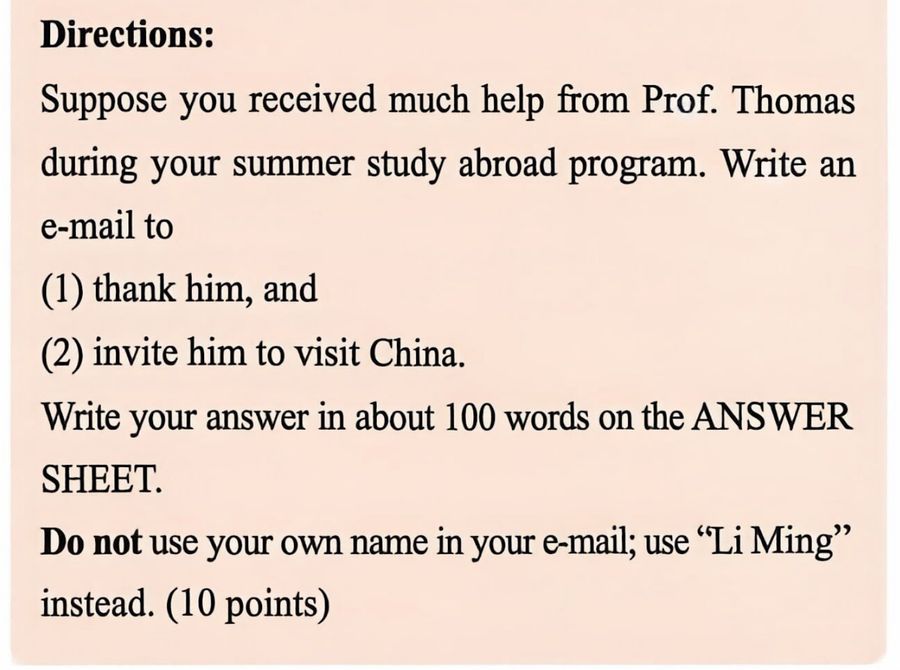 Directions:
Suppose you received much help from Prof. Thomas
during your summer study abroad program. Write an
e-mail to
(1) thank him, and
(2) invite him to visit China.
Write your answer in about 100 words on the ANSWER
SHEET.
Do not use your own name in your e-mail; use “Li Ming”
instead. (10 points)